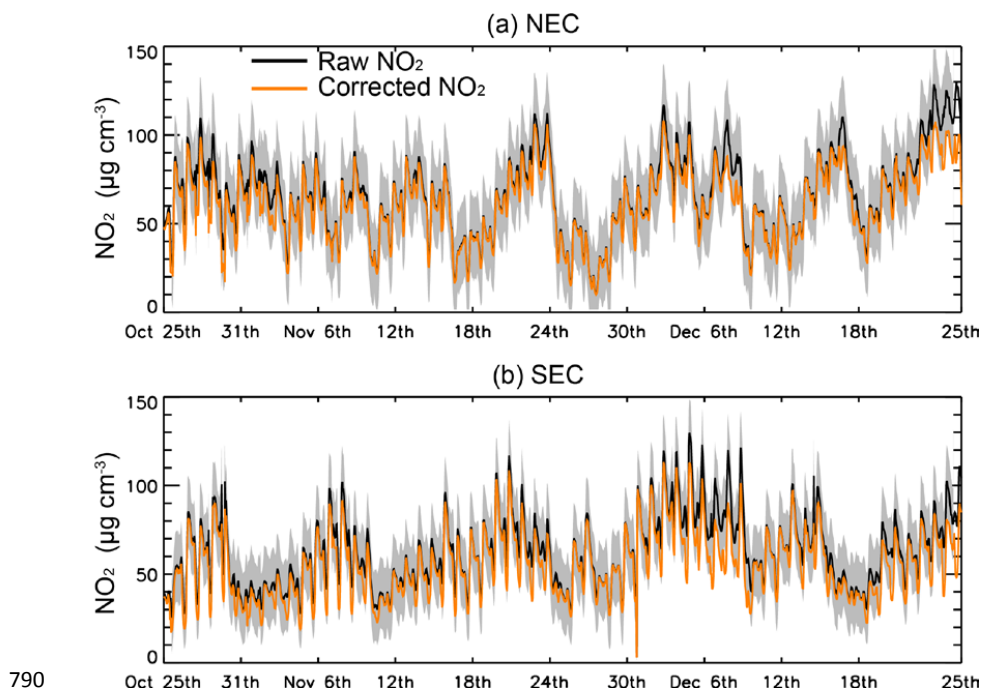 (a) NEC
150
100
50
0
NO₂ (μg cm⁻³)
Raw NO₂
Corrected NO₂
Oct 25th 31th Nov 6th 12th 18th 24th 30th Dec 6th 12th 18th 25th
(b) SEC
150
100
50
0
NO₂ (μg cm⁻³)
Oct 25th 31th Nov 6th 12th 18th 24th 30th Dec 6th 12th 18th 25th
790